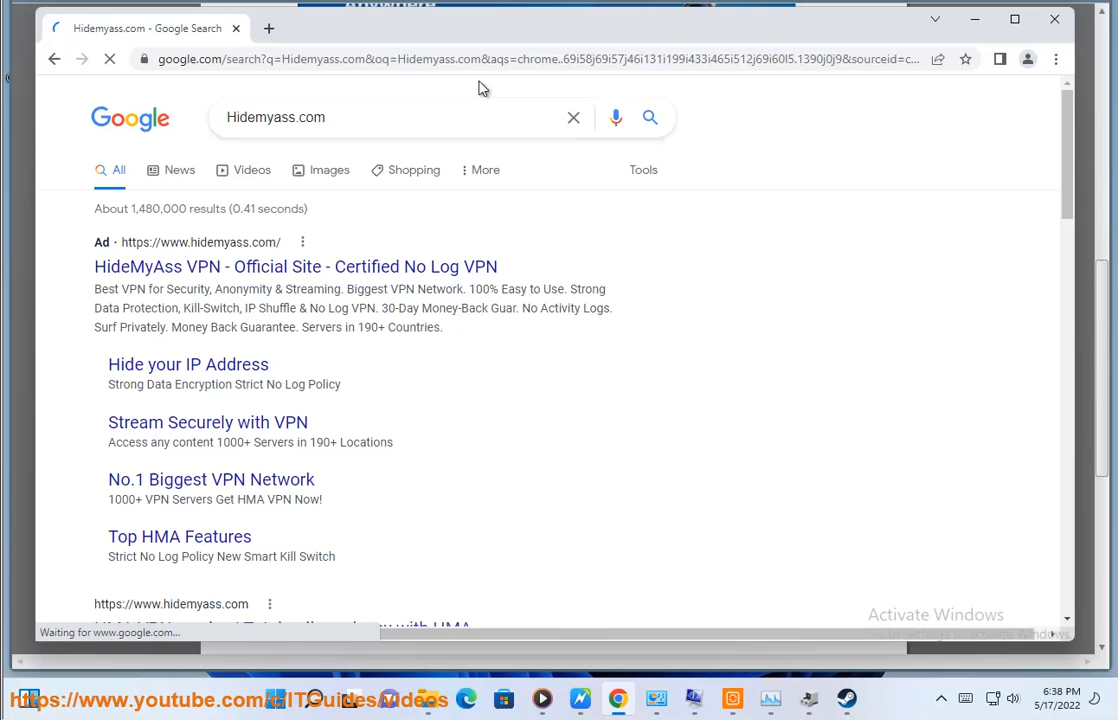 Hidemyass.com - Google Search
google.com/search?q=Hidemyass.com&oq=Hidemyass.com&aqs=chrome..69i58j69i57j46i131i199i433i465i512j69i60l5.1390j0j9&sourceid=c...
Google
Hidemyass.com
All
News
Videos
Images
Shopping
More
Tools
About 1,480,000 results (0.41 seconds)
Ad · https://www.hidemyass.com/
HideMyAss VPN - Official Site - Certified No Log VPN
Best VPN for Security, Anonymity & Streaming. Biggest VPN Network. 100% Easy to Use. Strong
Data Protection, Kill-Switch, IP Shuffle & No Log VPN. 30-Day Money-Back Guar. No Activity Logs.
Surf Privately. Money Back Guarantee. Servers in 190+ Countries.
Hide your IP Address
Strong Data Encryption Strict No Log Policy
Stream Securely with VPN
Access any content 1000+ Servers in 190+ Locations
No.1 Biggest VPN Network
1000+ VPN Servers Get HMA VPN Now!
Top HMA Features
Strict No Log Policy New Smart Kill Switch
https://www.hidemyass.com
Activate Windows
Waiting for www.google.com...
https://www.youtube.com/c/ITGuides/videos
6:38 PM
5/17/2022